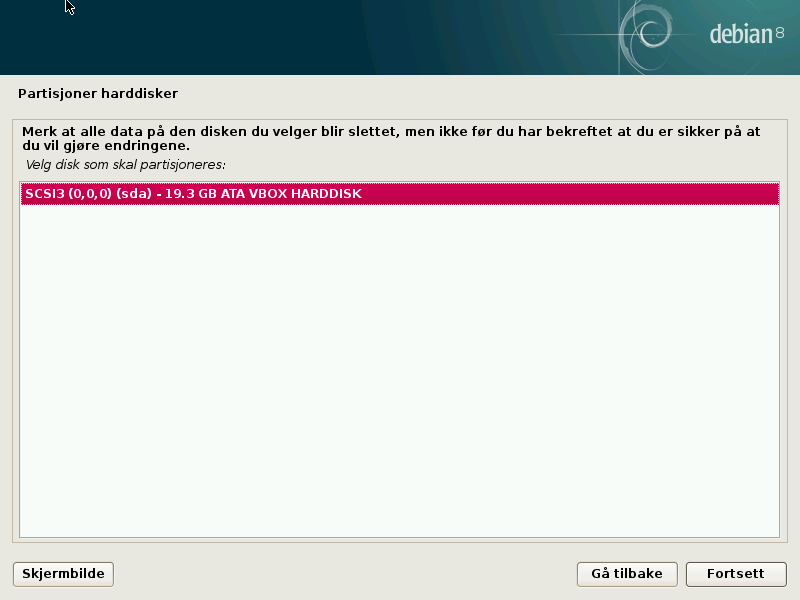 debian 8
Partisjoner harddisker
Merk at alle data på den disken du velger blir slettet, men ikke før du har bekreftet at du er sikker på at
du vil gjøre endringene.
Velg disk som skal partisjoneres:
SCSI3 (0,0,0) (sda) - 19.3 GB ATA VBOX HARDDISK
Skjermbilde
Gå tilbake
Fortsett